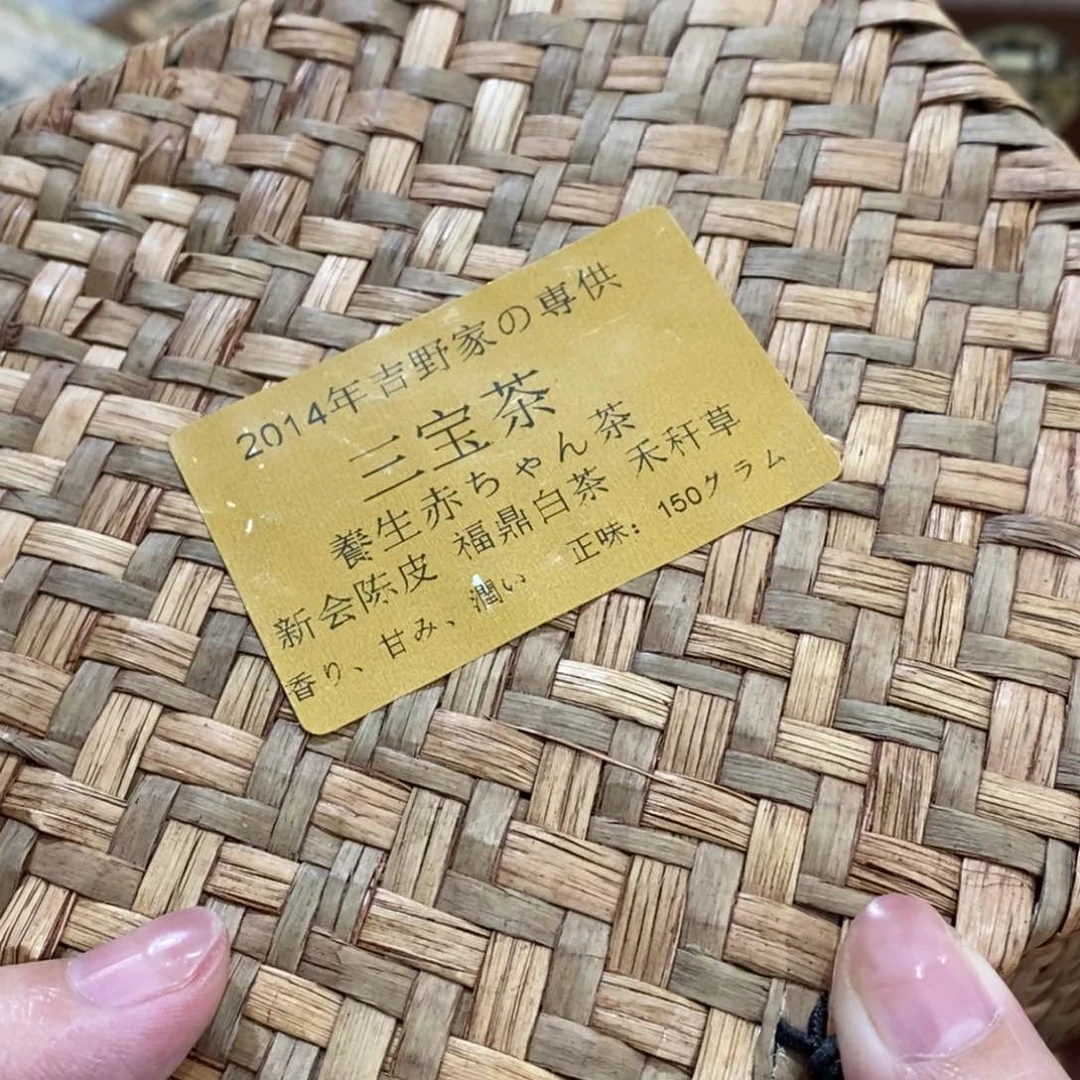 2014年吉野家の専供
三宝茶
養生赤ちゃん茶
新会陈皮 福鼎白茶 禾秆草
香り、甘み、潤い 正味: 150グラム